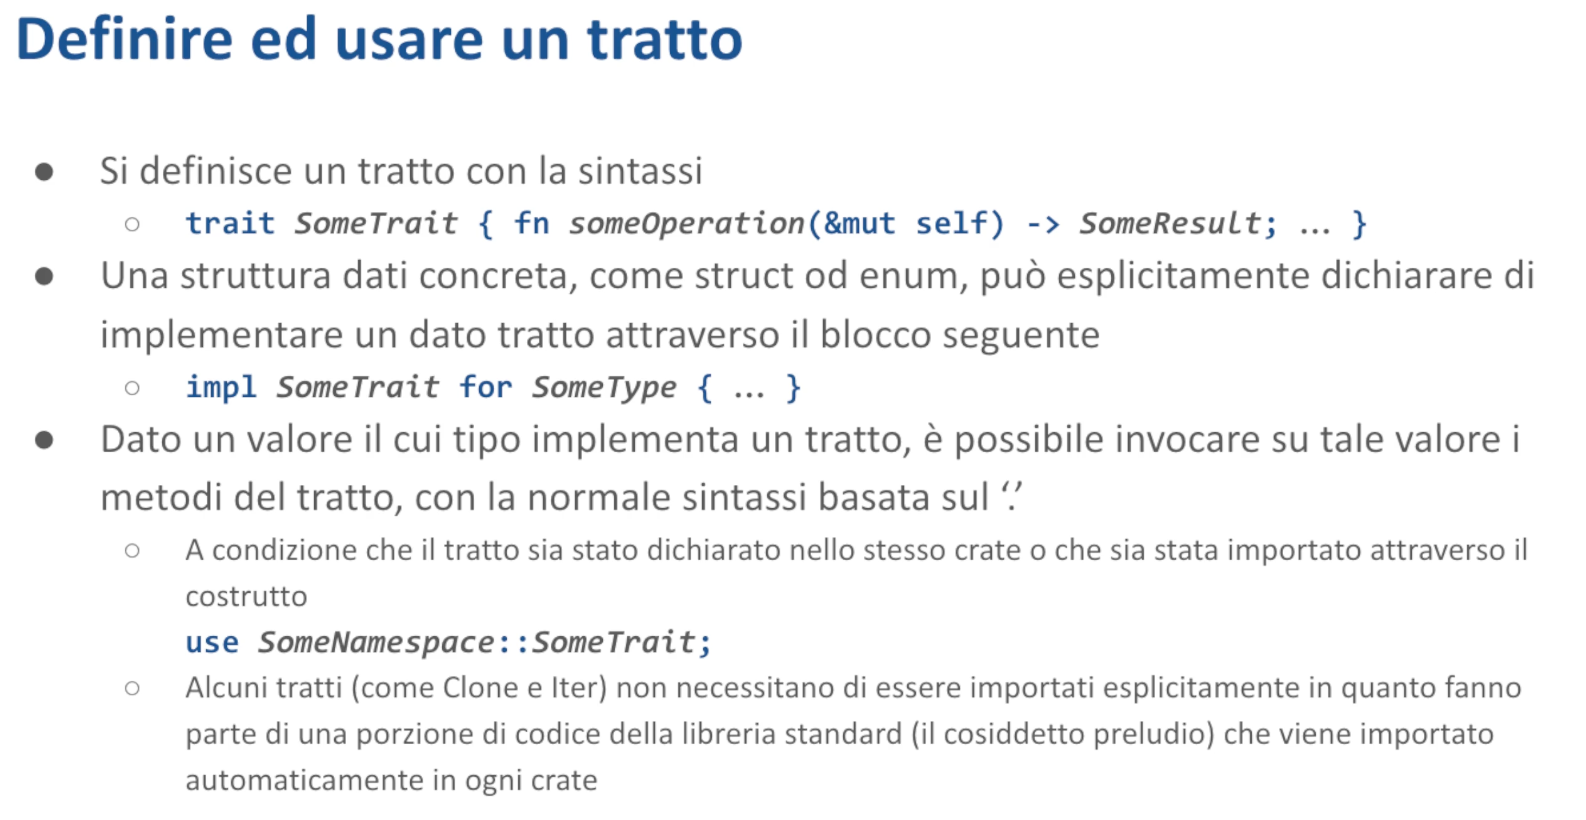 Definire ed usare un tratto
● Si definisce un tratto con la sintassi
○ trait SomeTrait { fn someOperation(&mut self) -> SomeResult; … }
● Una struttura dati concreta, come struct od enum, può esplicitamente dichiarare di
implementare un dato tratto attraverso il blocco seguente
○ impl SomeTrait for SomeType { … }
● Dato un valore il cui tipo implementa un tratto, è possibile invocare su tale valore i
metodi del tratto, con la normale sintassi basata sul ‘.’
○ A condizione che il tratto sia stato dichiarato nello stesso crate o che sia stata importato attraverso il
costrutto
use SomeNamespace::SomeTrait;
○ Alcuni tratti (come Clone e Iter) non necessitano di essere importati esplicitamente in quanto fanno
parte di una porzione di codice della libreria standard (il cosiddetto preludio) che viene importato
automaticamente in ogni crate